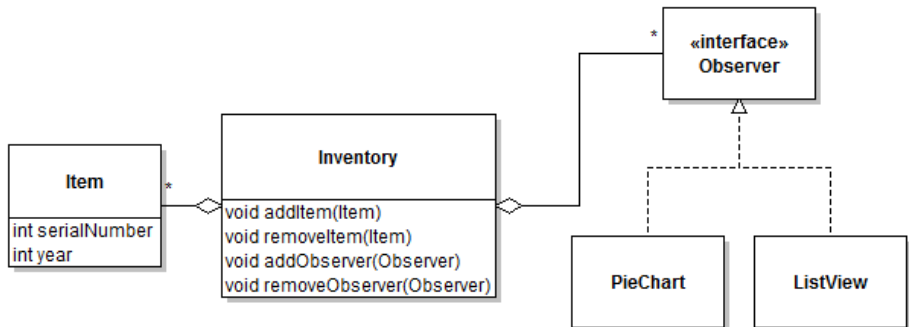 *
«interface»
Observer
Inventory
Item
*
void addItem(Item)
int serialNumber
void removeItem(Item)
int year
void addObserver(Observer)
void removeObserver(Observer)
PieChart
ListView